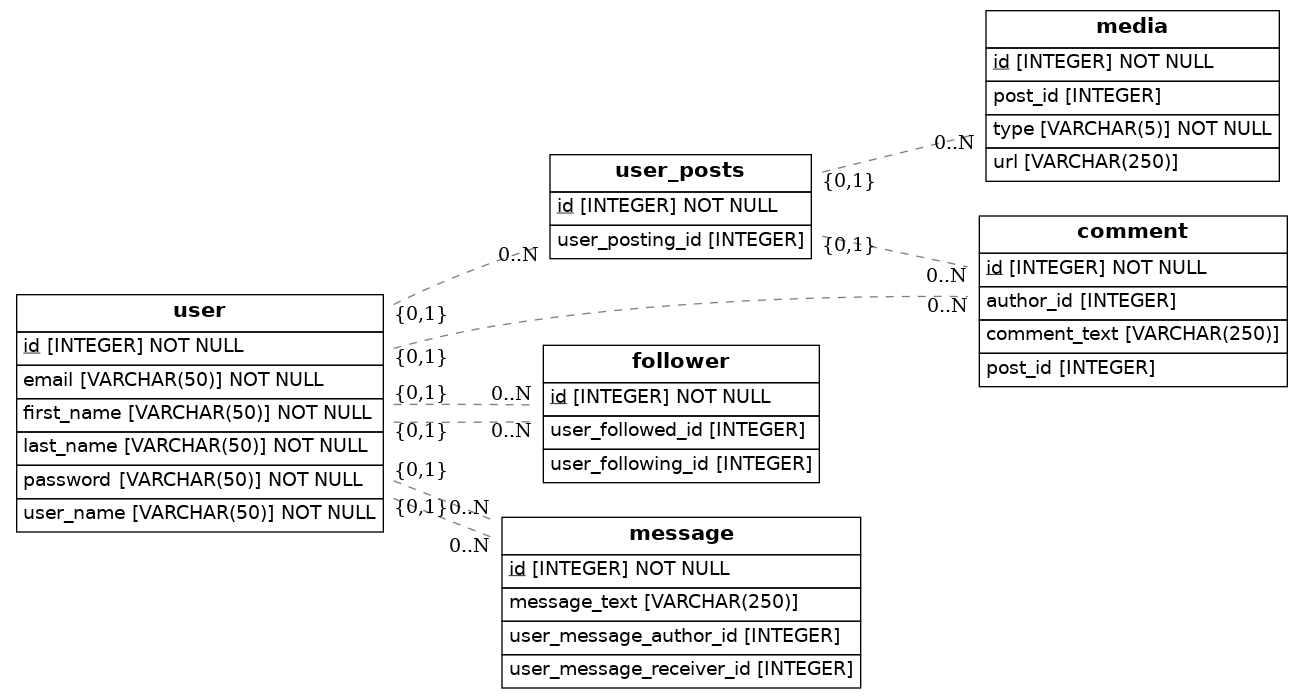 media
id [INTEGER] NOT NULL
post_id [INTEGER]
type [VARCHAR(5)] NOT NULL
url [VARCHAR(250)]
0..N
{0,1}
user_posts
id [INTEGER] NOT NULL
user_posting_id [INTEGER]
0..N
{0,1}
{0,1}
0..N
0..N
comment
id [INTEGER] NOT NULL
author_id [INTEGER]
comment_text [VARCHAR(250)]
post_id [INTEGER]
user
id [INTEGER] NOT NULL
email [VARCHAR(50)] NOT NULL
first_name [VARCHAR(50)] NOT NULL
last_name [VARCHAR(50)] NOT NULL
password [VARCHAR(50)] NOT NULL
user_name [VARCHAR(50)] NOT NULL
{0,1}
{0,1}
{0,1}
{0,1}
{0,1}
{0,1}
0..N
0..N
follower
id [INTEGER] NOT NULL
user_followed_id [INTEGER]
user_following_id [INTEGER]
0..N
0..N
message
id [INTEGER] NOT NULL
message_text [VARCHAR(250)]
user_message_author_id [INTEGER]
user_message_receiver_id [INTEGER]